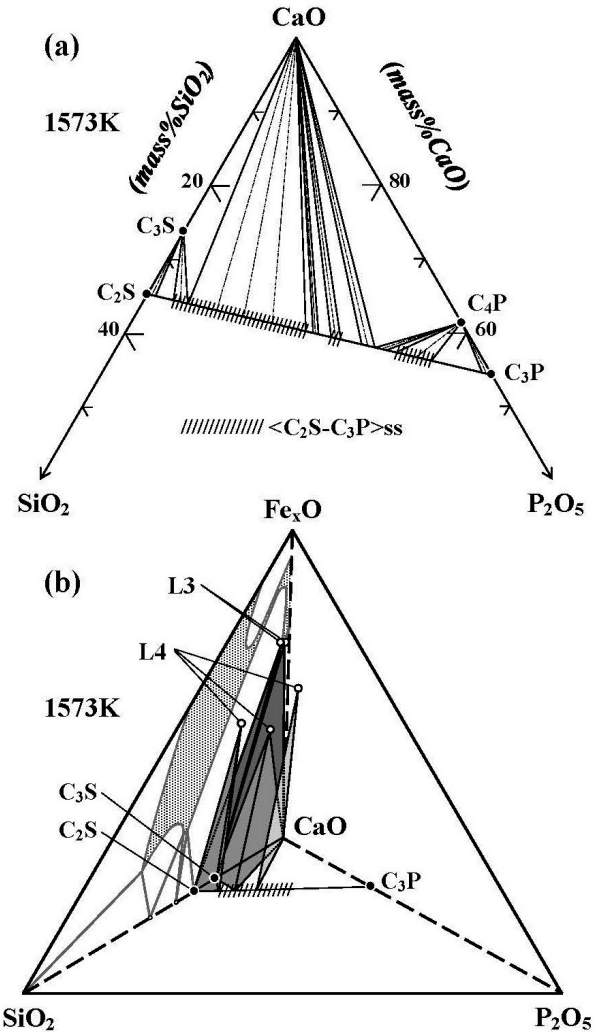 CaO
(a)
(mass%SiO₂)
(mass%CaO)
1573K
20
80
C₃S
C₂S
C₄P
40
60
C₃P
<C₂S-C₃P>ss
SiO₂
P₂O₅
FeₓO
(b)
L3
L4
1573K
C₃S
CaO
C₂S
C₃P
SiO₂
P₂O₅